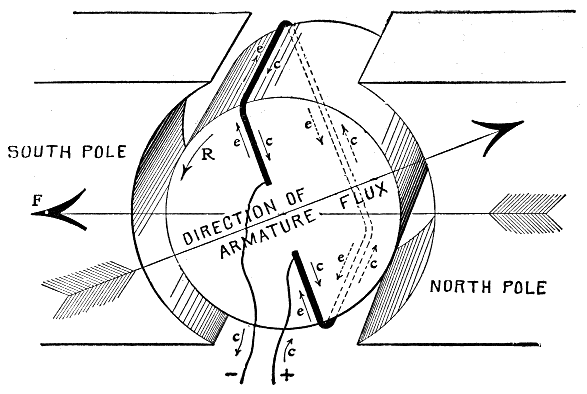 e
c
SOUTH POLE
R
e
c
e
c
F
DIRECTION OF
ARMATURE FLUX
e
c
c
e
NORTH POLE
c
c
- +